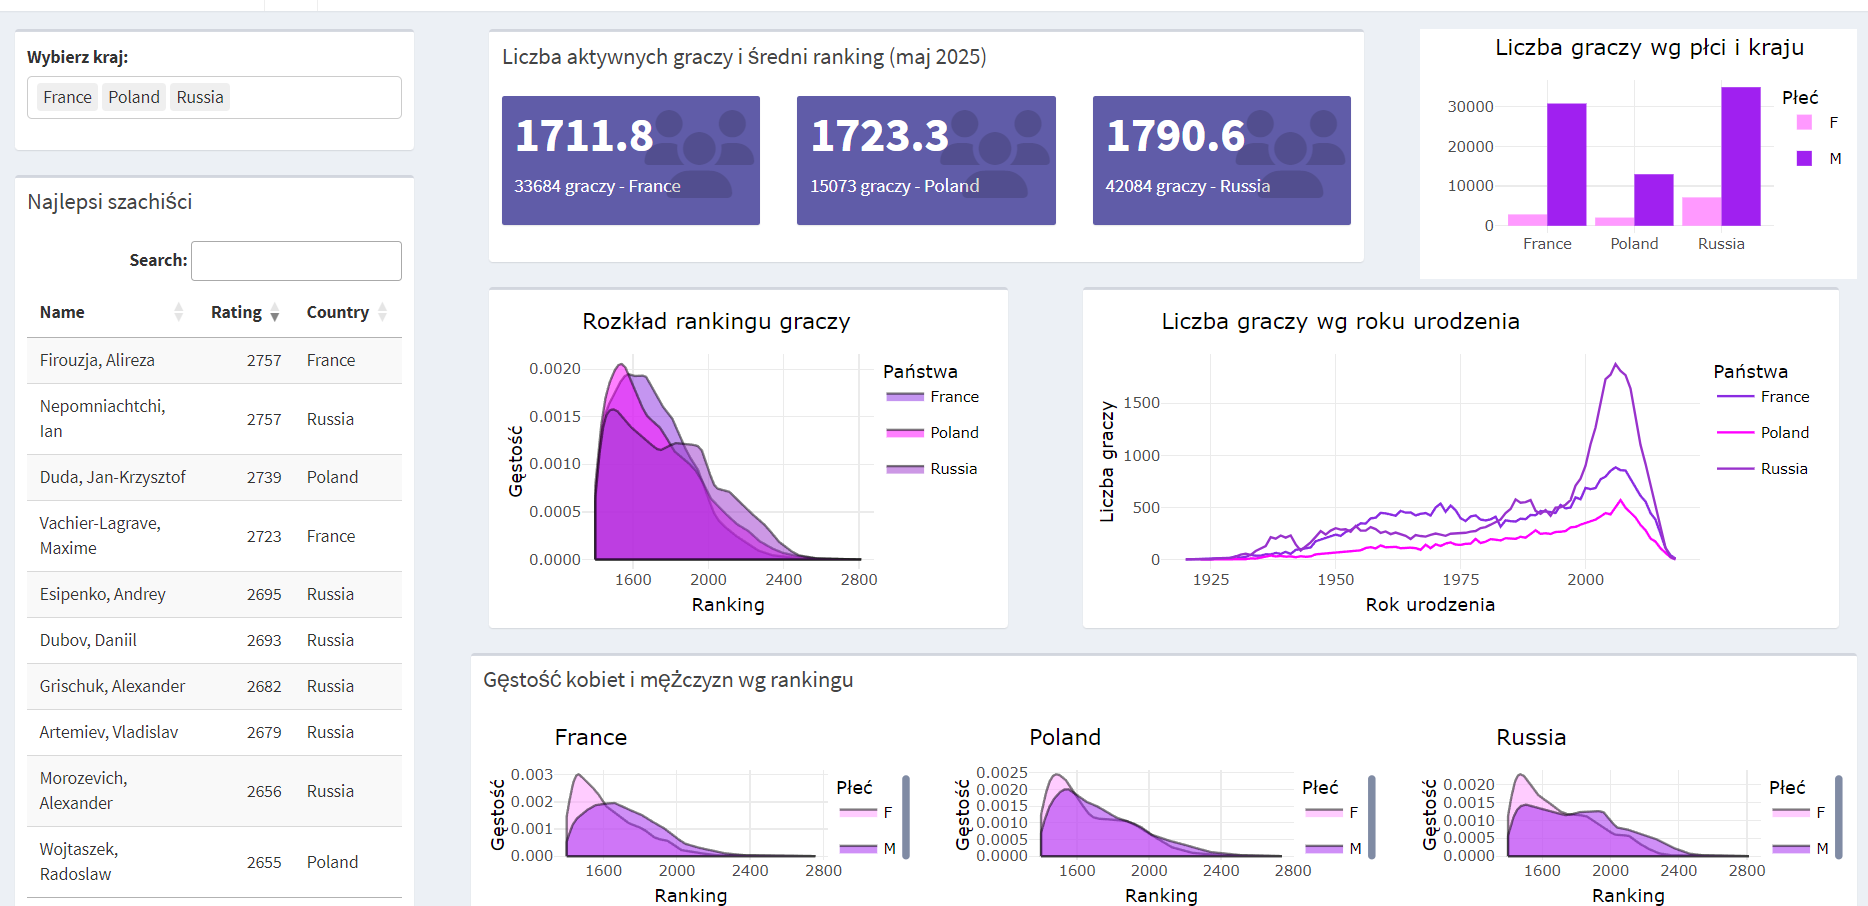 Wybierz kraj:
France Poland Russia
Najlepsi szachiści
Search:
Name Rating Country
Firouzja, Alireza 2757 France
Nepomniachtchi,
Ian 2757 Russia
Duda, Jan-Krzysztof 2739 Poland
Vachier-Lagrave,
Maxime 2723 France
Esipenko, Andrey 2695 Russia
Dubov, Daniil 2693 Russia
Grischuk, Alexander 2682 Russia
Artemiev, Vladislav 2679 Russia
Morozevich,
Alexander 2656 Russia
Wojtaszek,
Radoslaw 2655 Poland
Liczba aktywnych graczy i średni ranking (maj 2025)
1711.8
33684 graczy - France
1723.3
15073 graczy - Poland
1790.6
42084 graczy - Russia
Liczba graczy wg płci i kraju
30000
20000
10000
0
France Poland Russia
Płeć
F
M
Rozkład rankingu graczy
Gęstość
0.0020
0.0015
0.0010
0.0005
0.0000
1600 2000 2400 2800
Ranking
Państwa
France
Poland
Russia
Liczba graczy wg roku urodzenia
Liczba graczy
1500
1000
500
0
1925 1950 1975 2000
Rok urodzenia
Państwa
France
Poland
Russia
Gęstość kobiet i mężczyzn wg rankingu
France
Gęstość
0.003
0.002
0.001
0.000
1600 2000 2400 2800
Ranking
Płeć
F
M
Poland
Gęstość
0.0025
0.0020
0.0015
0.0010
0.0005
0.0000
1600 2000 2400 2800
Ranking
Płeć
F
M
Russia
Gęstość
0.0020
0.0015
0.0010
0.0005
0.0000
1600 2000 2400 2800
Ranking
Płeć
F
M